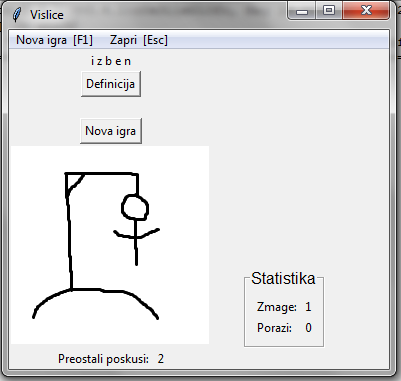 Vislice
Nova igra [F1] Zapri [Esc]
i z b e n
Definicija
Nova igra
Statistika
Zmage: 1
Porazi: 0
Preostali poskusi: 2